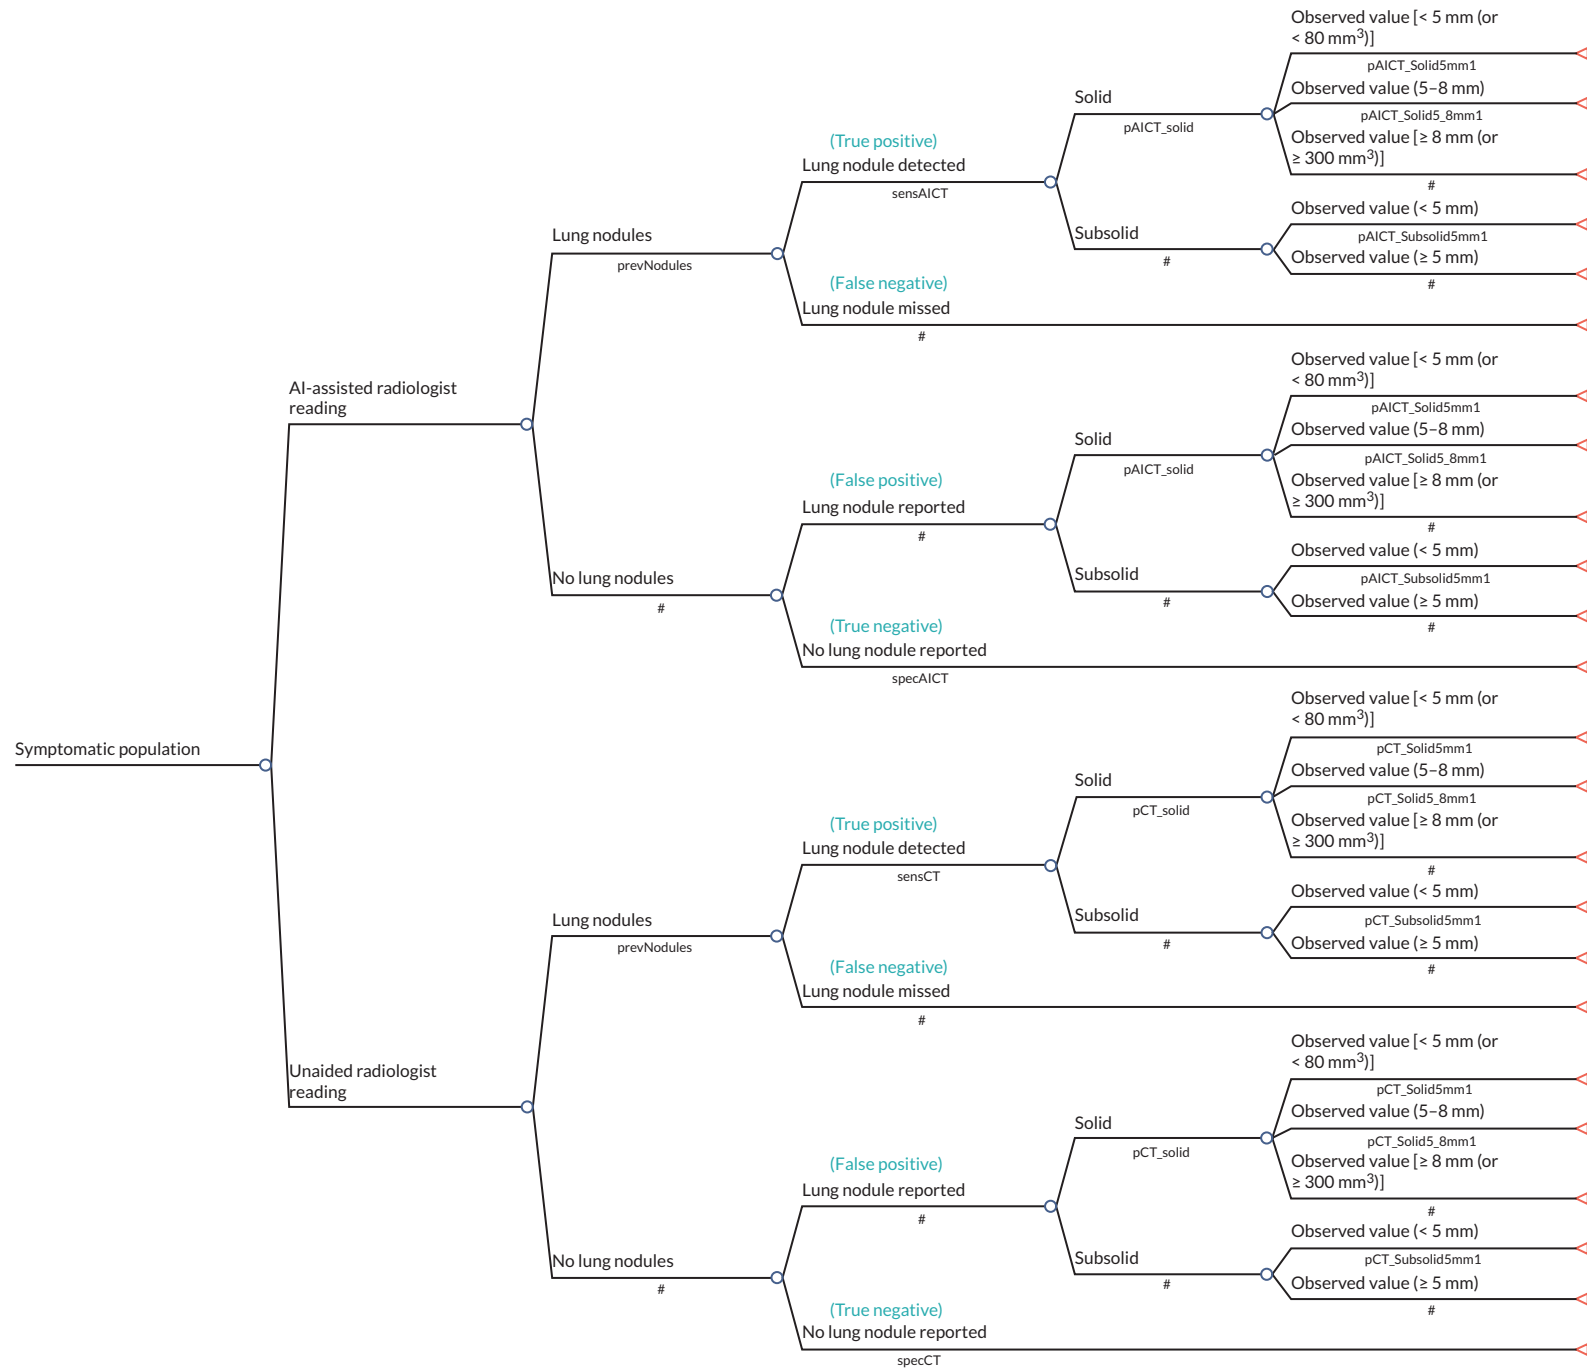 Symptomatic population
AI-assisted radiologist
reading
Lung nodules
prevNodules
(True positive)
Lung nodule detected
sensAICT
Solid
pAICT_solid
Observed value [< 5 mm (or
< 80 mm³)]
pAICT_Solid5mm1
Observed value (5–8 mm)
pAICT_Solid5_8mm1
Observed value [≥ 8 mm (or
≥ 300 mm³)]
#
Subsolid
#
Observed value (< 5 mm)
pAICT_Subsolid5mm1
Observed value (≥ 5 mm)
#
(False negative)
Lung nodule missed
#
No lung nodules
#
(False positive)
Lung nodule reported
#
Solid
pAICT_solid
Observed value [< 5 mm (or
< 80 mm³)]
pAICT_Solid5mm1
Observed value (5–8 mm)
pAICT_Solid5_8mm1
Observed value [≥ 8 mm (or
≥ 300 mm³)]
#
Subsolid
#
Observed value (< 5 mm)
pAICT_Subsolid5mm1
Observed value (≥ 5 mm)
#
(True negative)
No lung nodule reported
specAICT
Unaided radiologist
reading
Lung nodules
prevNodules
(True positive)
Lung nodule detected
sensCT
Solid
pCT_solid
Observed value [< 5 mm (or
< 80 mm³)]
pCT_Solid5mm1
Observed value (5–8 mm)
pCT_Solid5_8mm1
Observed value [≥ 8 mm (or
≥ 300 mm³)]
#
Subsolid
#
Observed value (< 5 mm)
pCT_Subsolid5mm1
Observed value (≥ 5 mm)
#
(False negative)
Lung nodule missed
#
No lung nodules
#
(False positive)
Lung nodule reported
#
Solid
pCT_solid
Observed value [< 5 mm (or
< 80 mm³)]
pCT_Solid5mm1
Observed value (5–8 mm)
pCT_Solid5_8mm1
Observed value [≥ 8 mm (or
≥ 300 mm³)]
#
Subsolid
#
Observed value (< 5 mm)
pCT_Subsolid5mm1
Observed value (≥ 5 mm)
#
(True negative)
No lung nodule reported
specCT